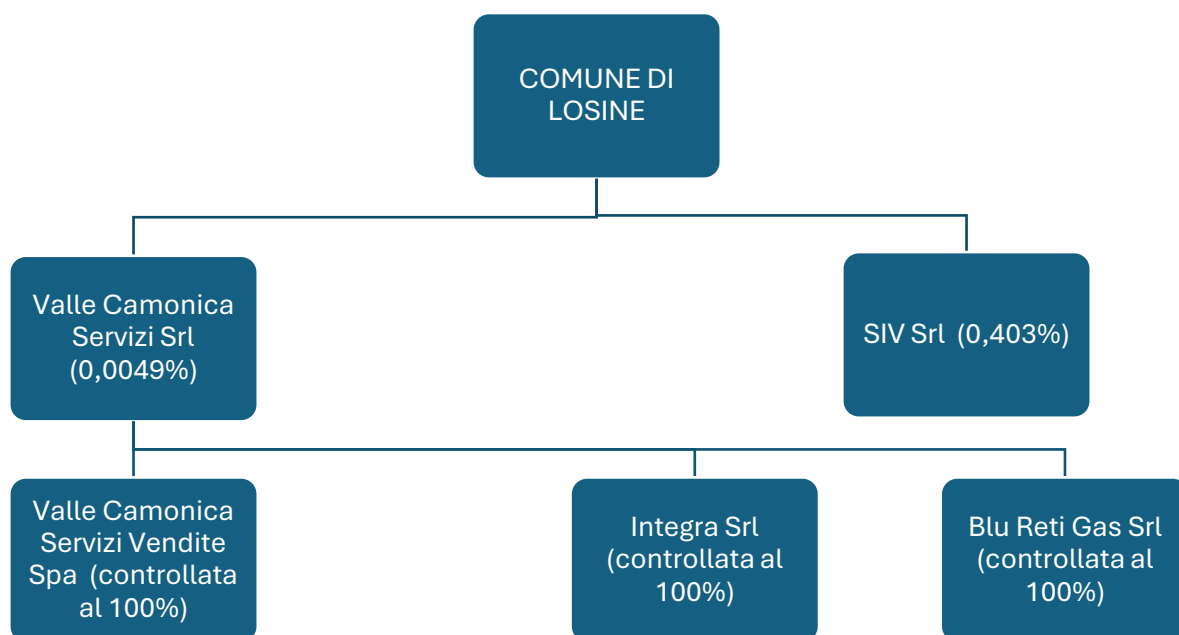 COMUNE DI
LOSINE
Valle Camonica
Servizi Srl
(0,0049%)
SIV Srl (0,403%)
Valle Camonica
Servizi Vendite
Spa (controllata
al 100%)
Integra Srl
(controllata al
100%)
Blu Reti Gas Srl
(controllata al
100%)